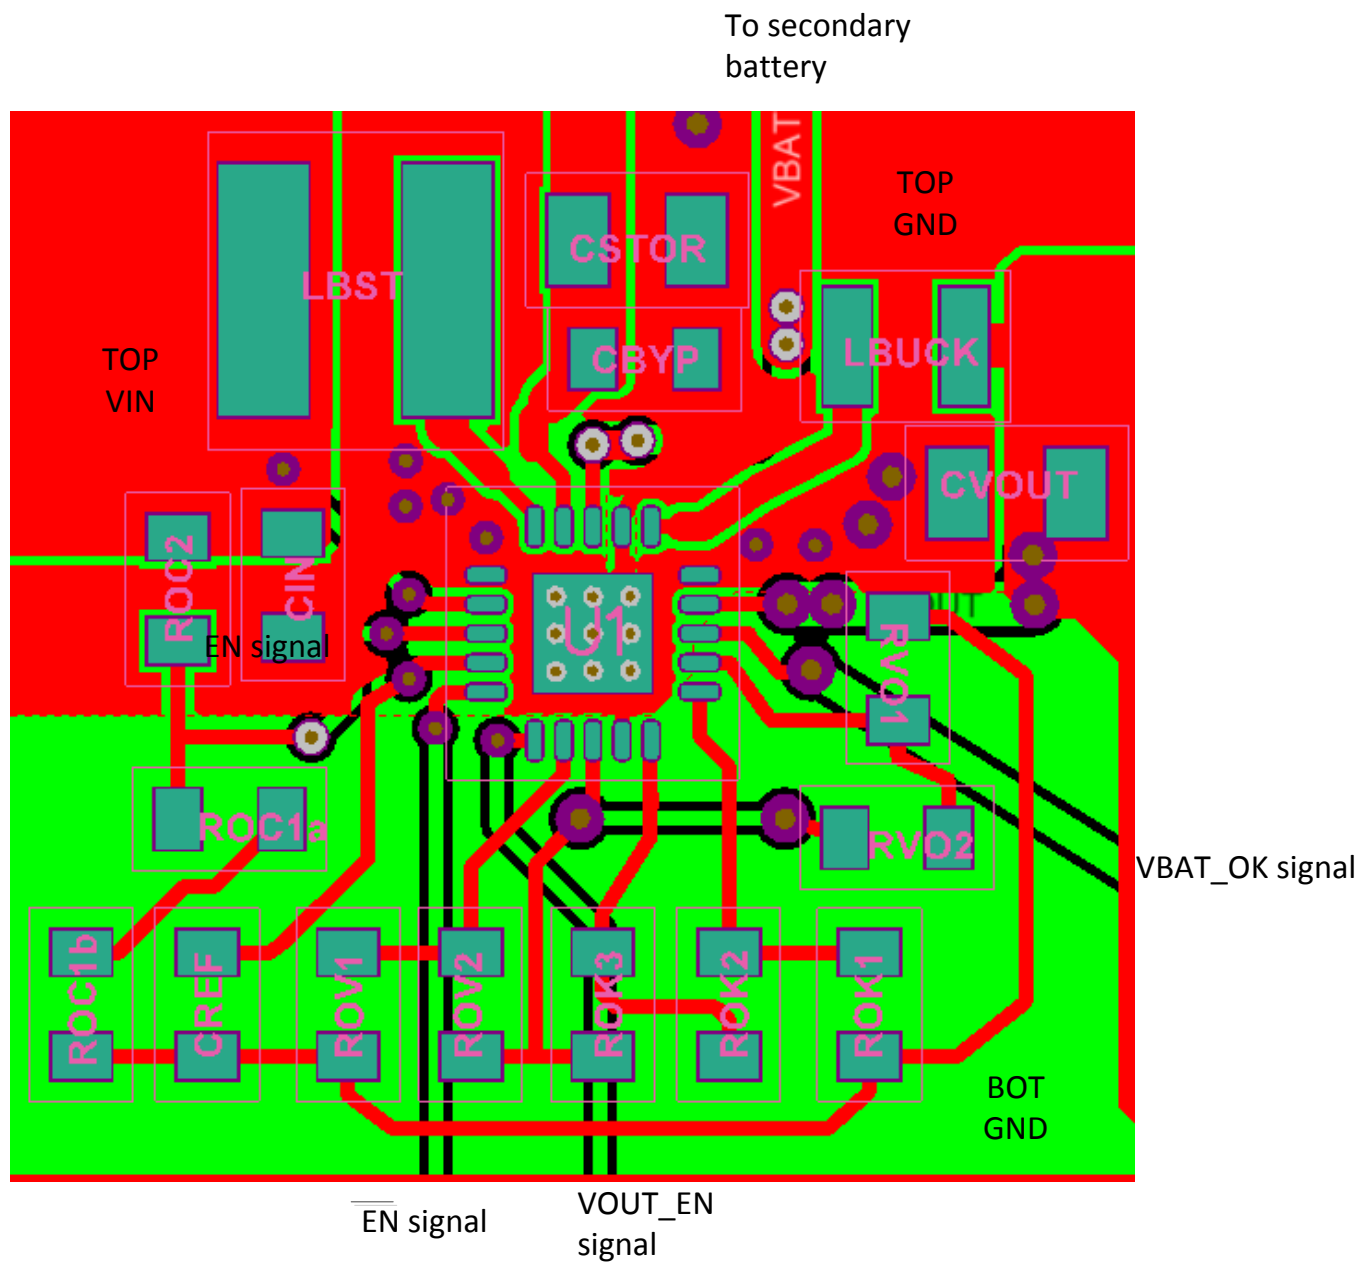 To secondary
battery
VBAT
TOP
GND
CSTOR
LBST
CBYP
LBUCK
TOP
VIN
CVOUT
ROC2
CIN
U1
EN signal
RVO1
ROC1a
RVO2
VBAT_OK signal
ROC1b
CREF
ROV1
ROV2
ROK3
ROK2
ROK1
BOT
GND
EN signal
VOUT_EN
signal